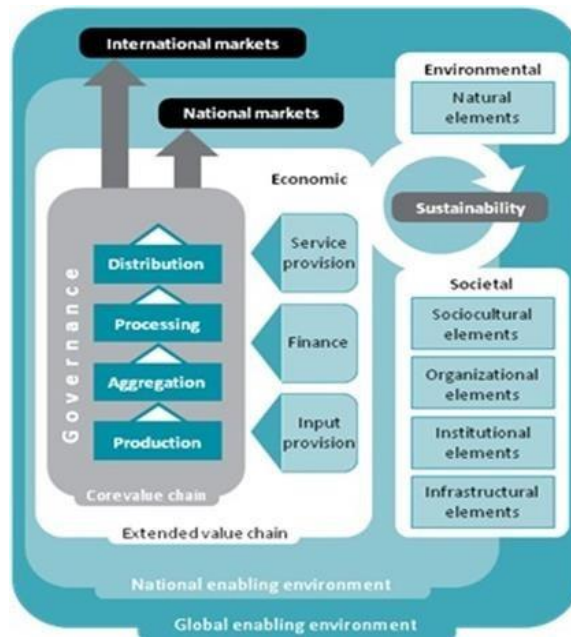 International markets
National markets
Environmental
Natural
elements
Economic
Sustainability
Governance
Distribution
Processing
Aggregation
Production
Corevalue chain
Service
provision
Finance
Input
provision
Societal
Sociocultural
elements
Organizational
elements
Institutional
elements
Infrastructural
elements
Extended value chain
National enabling environment
Global enabling environment